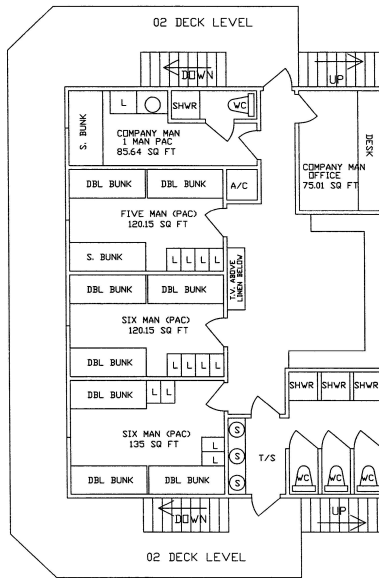 02 DECK LEVEL
DOWN
UP
L
SHWR
WC
S. BUNK
COMPANY MAN
1 MAN PAC
85.64 SQ FT
DESK
COMPANY MAN
OFFICE
75.01 SQ FT
DBL BUNK
DBL BUNK
A/C
FIVE MAN (PAC)
120.15 SQ FT
S. BUNK
L L L L
T.V. ABOVE
LINEN BELOW
DBL BUNK
DBL BUNK
SIX MAN (PAC)
120.15 SQ FT
DBL BUNK
L L L L
DBL BUNK
L L
SHWR
SHWR
SHWR
SIX MAN (PAC)
135 SQ FT
L
L
S
S
S
T/S
DBL BUNK
DBL BUNK
WC
WC
WC
DOWN
UP
02 DECK LEVEL